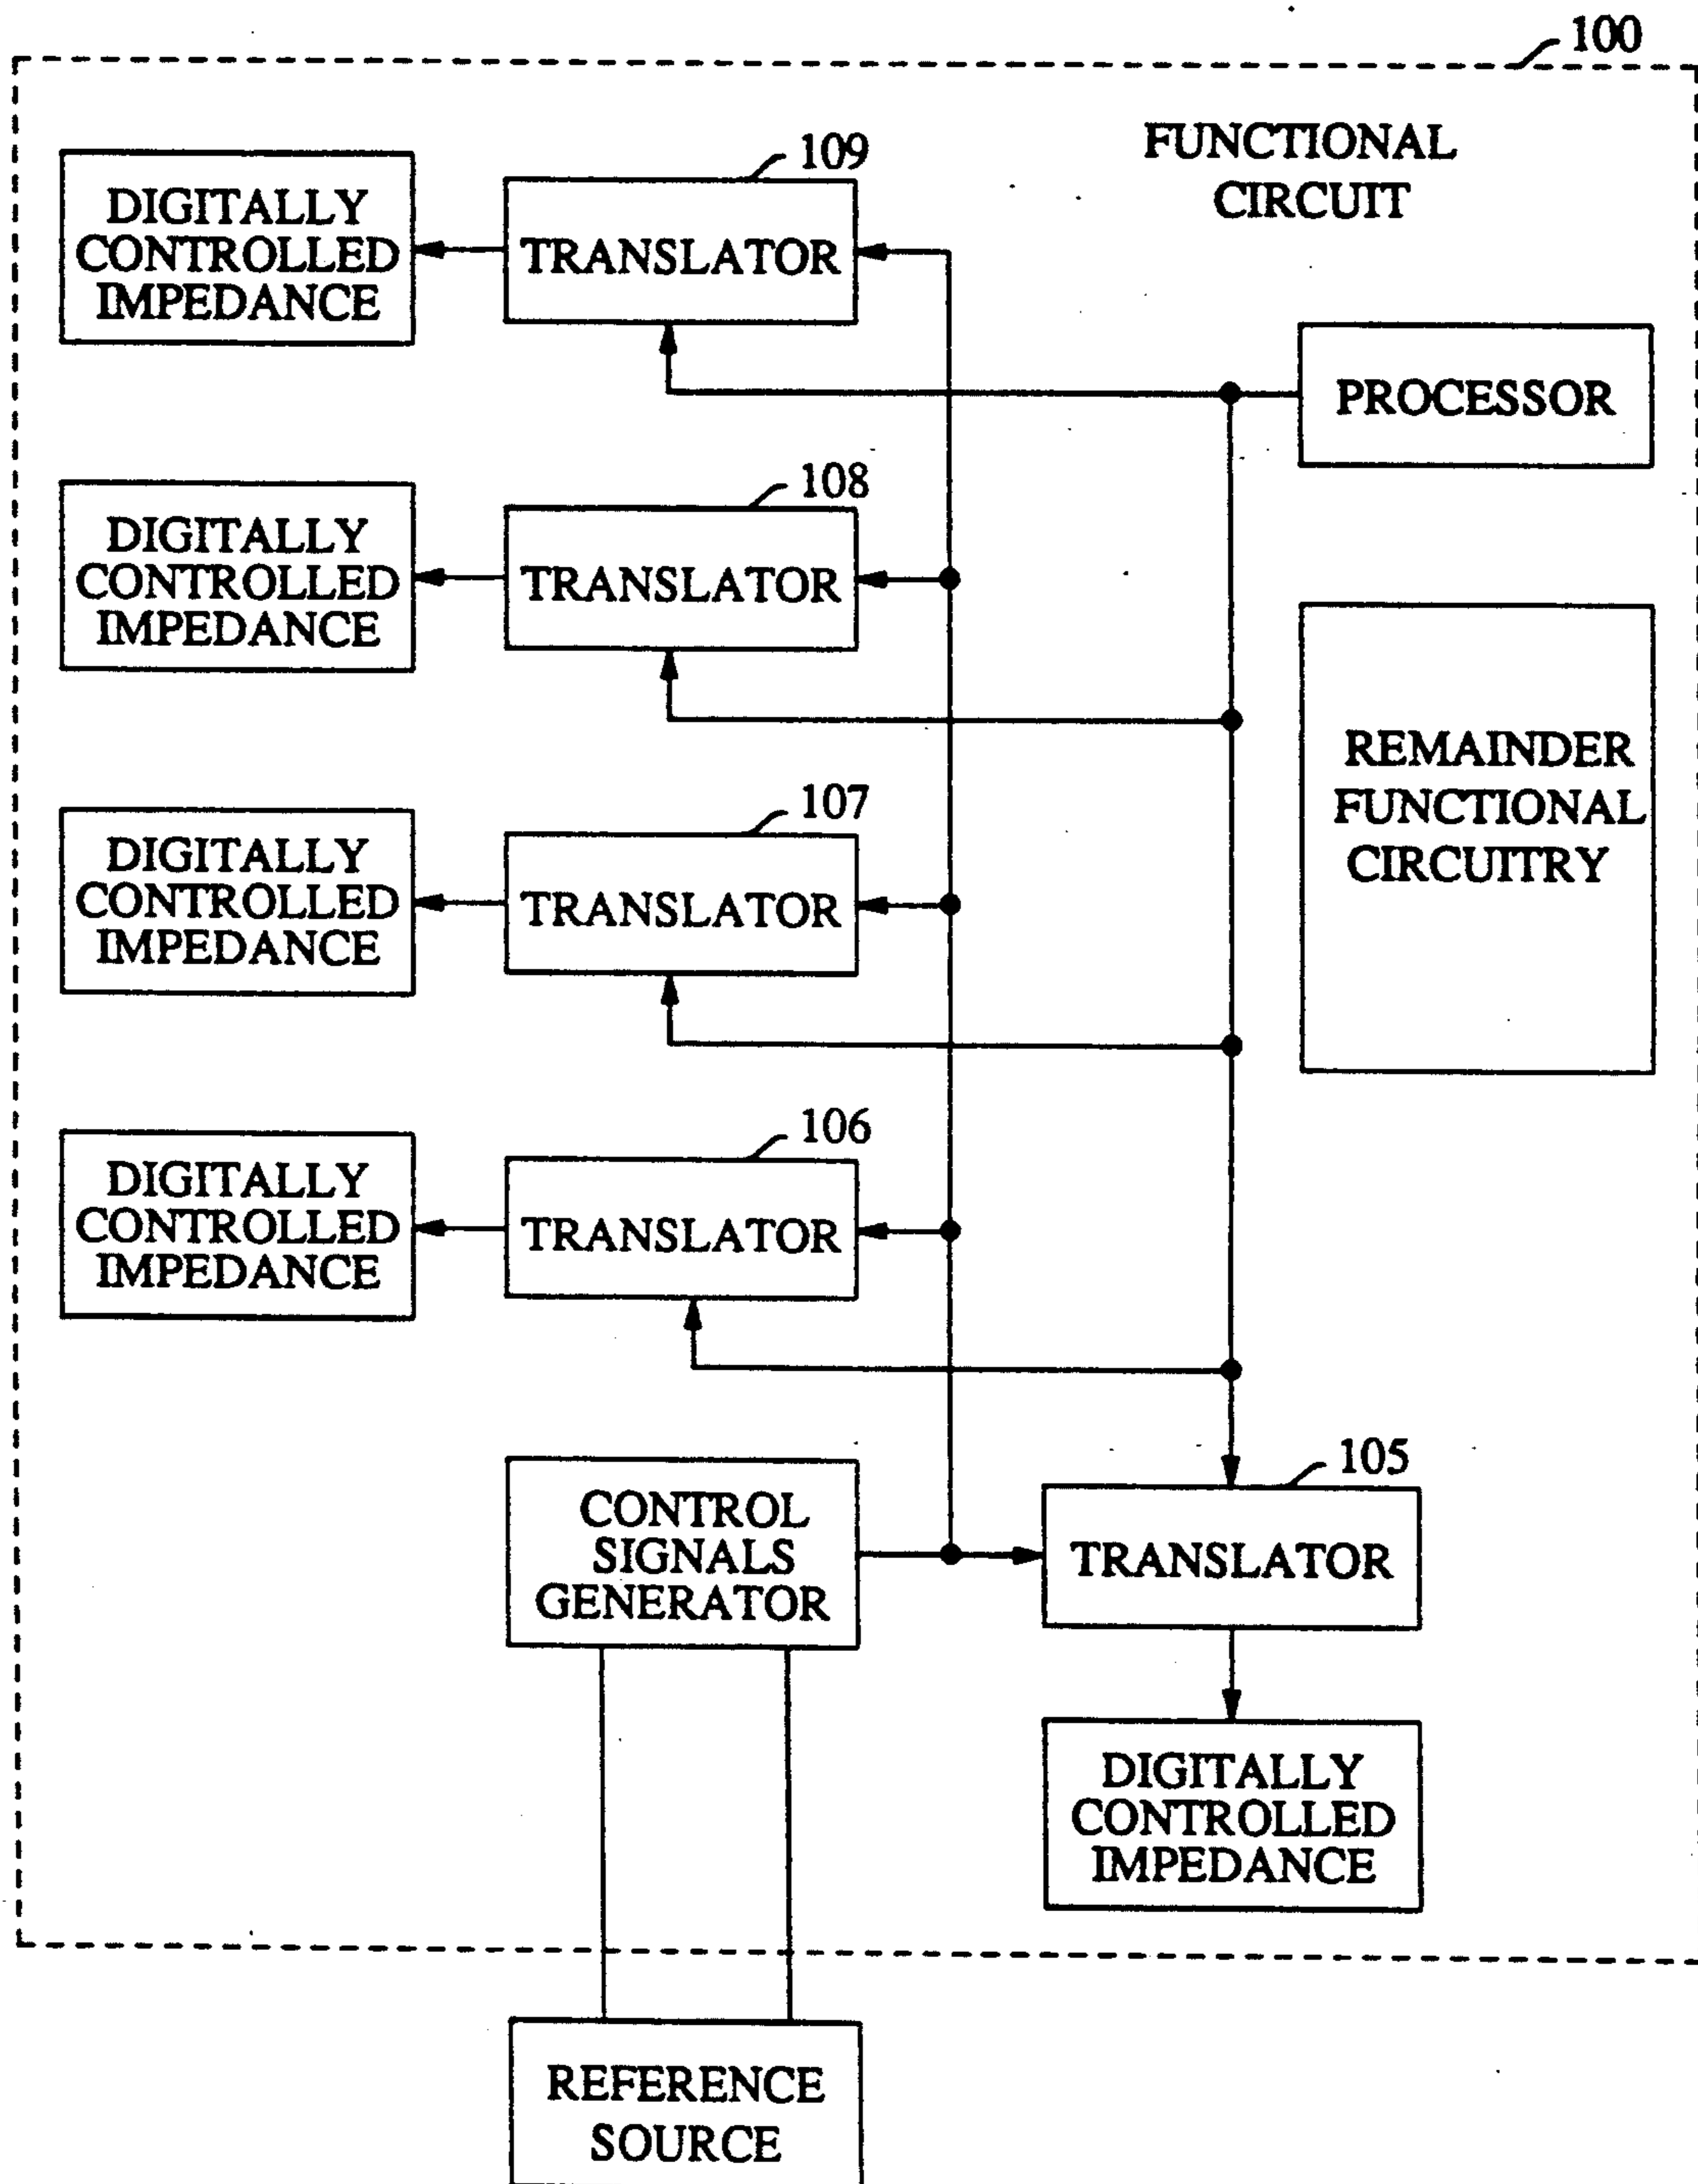 100
FUNCTIONAL
CIRCUIT
109
DIGITALLY
CONTROLLED
IMPEDANCE
TRANSLATOR
PROCESSOR
108
DIGITALLY
CONTROLLED
IMPEDANCE
TRANSLATOR
REMAINDER
FUNCTIONAL
CIRCUITRY
107
DIGITALLY
CONTROLLED
IMPEDANCE
TRANSLATOR
106
DIGITALLY
CONTROLLED
IMPEDANCE
TRANSLATOR
CONTROL
SIGNALS
GENERATOR
105
TRANSLATOR
DIGITALLY
CONTROLLED
IMPEDANCE
REFERENCE
SOURCE